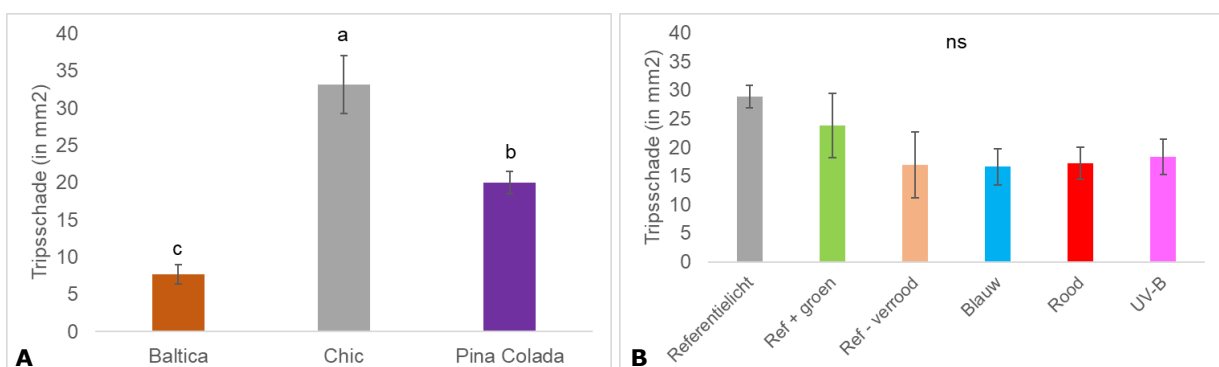 Tripsschade (in mm2)
40
35
30
25
20
15
10
5
0
c
a
b
Baltica
Chic
Pina Colada
A
Tripsschade (in mm2)
40
35
30
25
20
15
10
5
0
ns
Referentielicht
Ref + groen
Ref - verrood
Blauw
Rood
UV-B
B